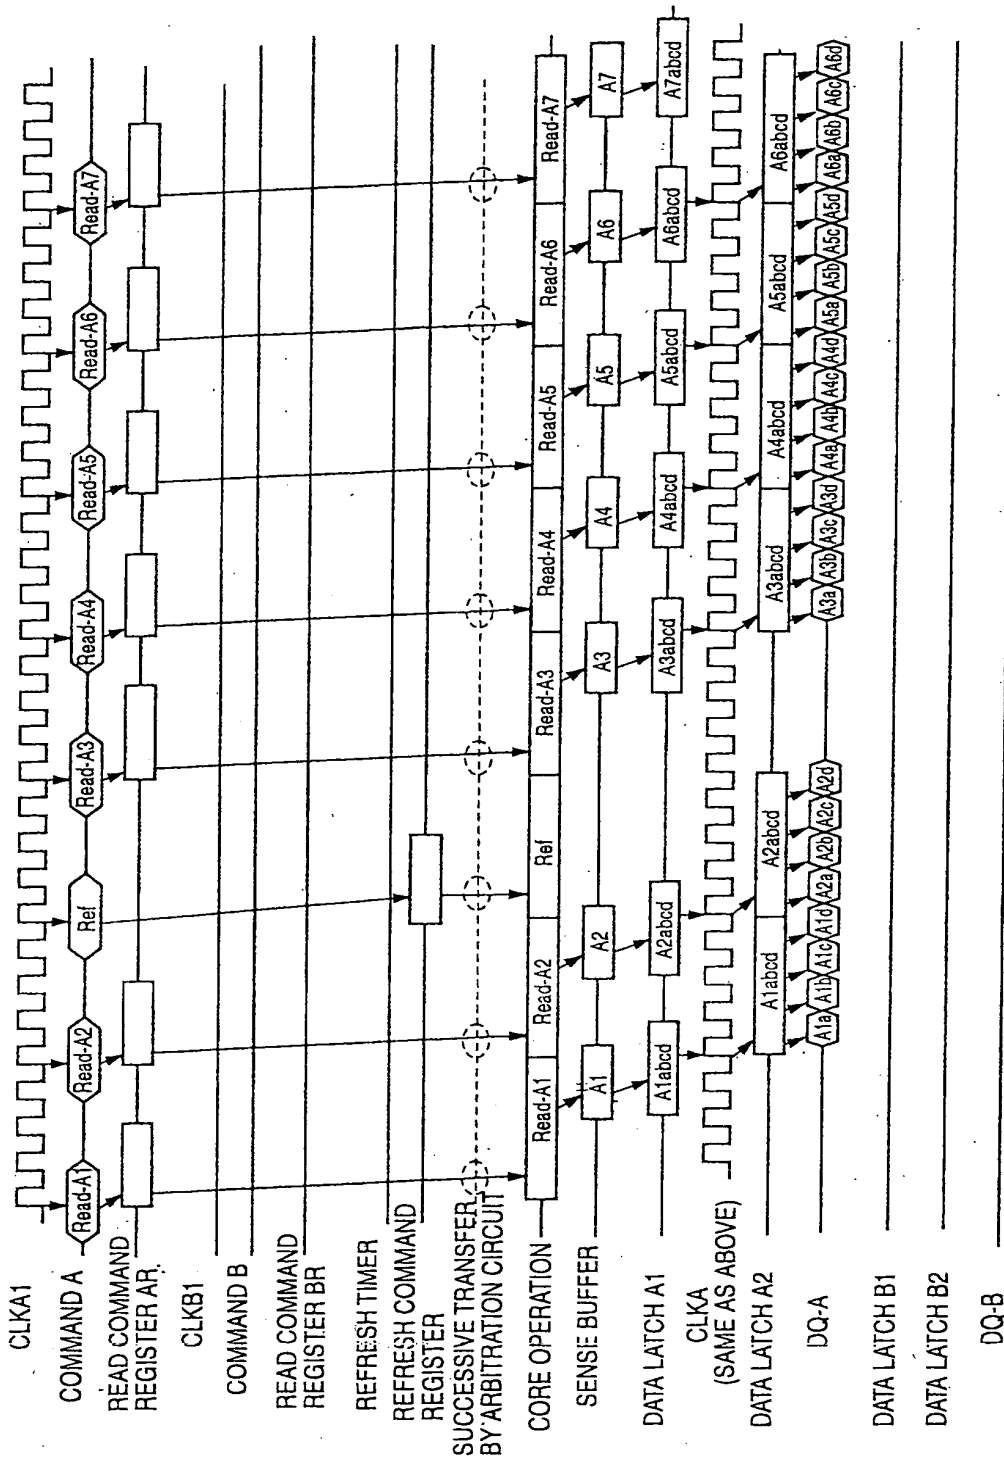 CLKA1
COMMAND A
Read-A1 Read-A2 Ref Read-A3 Read-A4 Read-A5 Read-A6 Read-A7
READ COMMAND
REGISTER AR
CLKB1
COMMAND B
READ COMMAND
REGISTER BR
REFRESH TIMER
REFRESH COMMAND
REGISTER
SUCCESSIVE TRANSFER
BY ARBITRATION CIRCUIT
CORE OPERATION
Read-A1 Read-A2 Ref Read-A3 Read-A4 Read-A5 Read-A6 Read-A7
SENSE BUFFER
A1 A2 A3 A4 A5 A6 A7
DATA LATCH A1
A1abcd A2abcd A3abcd A4abcd A5abcd A6abcd A7abcd
CLKA
(SAME AS ABOVE)
DATA LATCH A2
A1abcd A2abcd A3abcd A4abcd A5abcd A6abcd
DQ-A
A1a A1b A1c A1d A2a A2b A2c A2d A3a A3b A3c A3d A4a A4b A4c A4d A5a A5b A5c A5d A6a A6b A6c A6d
DATA LATCH B1
DATA LATCH B2
DQ-B